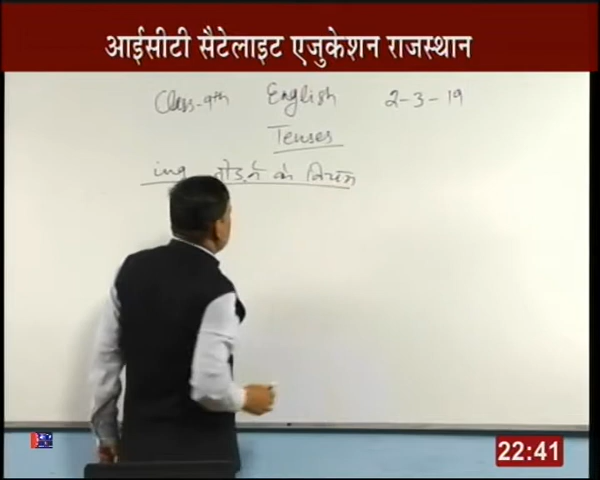 आईसीटी सैटेलाइट एजुकेशन राजस्थान
Class-9th English 2-3-19
Tenses
ing जोड़ने के नियम
22:41